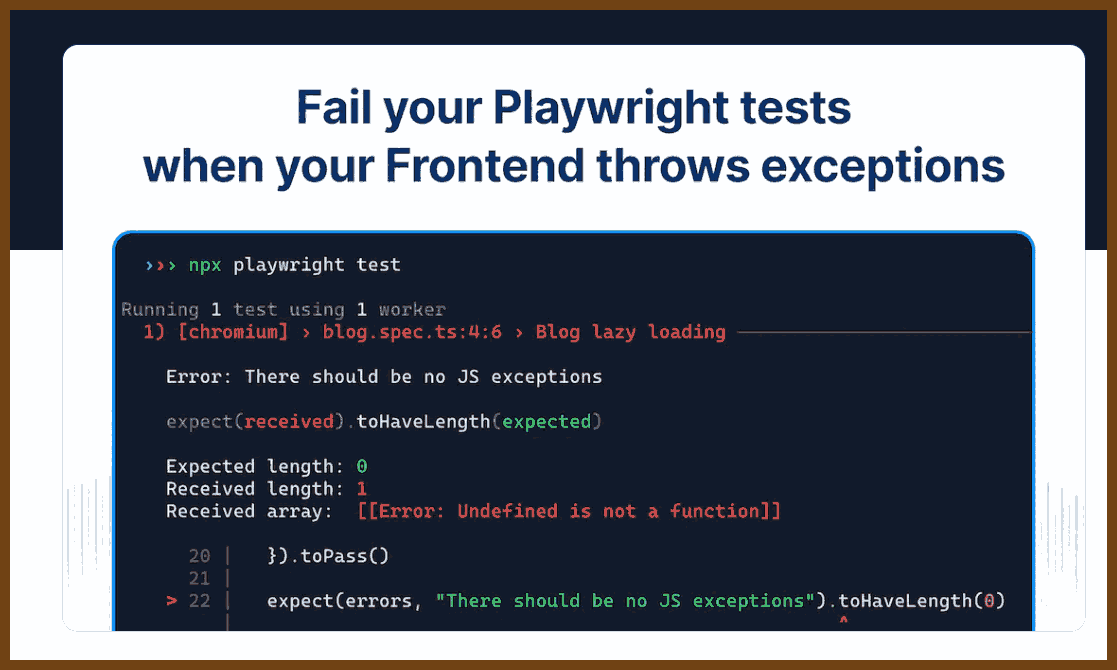 Fail your Playwright tests
when your Frontend throws exceptions
››› npx playwright test
Running 1 test using 1 worker
1) [chromium] › blog.spec.ts:4:6 › Blog lazy loading
Error: There should be no JS exceptions
expect(received).toHaveLength(expected)
Expected length: 0
Received length: 1
Received array:  [[Error: Undefined is not a function]]
20 |   }).toPass()
21 |
> 22 |   expect(errors, "There should be no JS exceptions").toHaveLength(0)
|   ^